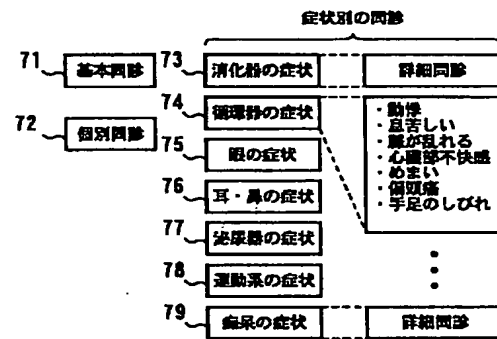 症状別の問診
71 基本問診
73 消化器の症状 詳細問診
74 循環器の症状
・動悸
・息苦しい
・脈が乱れる
・心臓部不快感
・めまい
・偏頭痛
・手足のしびれ
72 個別問診
75 眼の症状
76 耳・鼻の症状
77 泌尿器の症状
78 運動系の症状
79 痴呆の症状 詳細問診